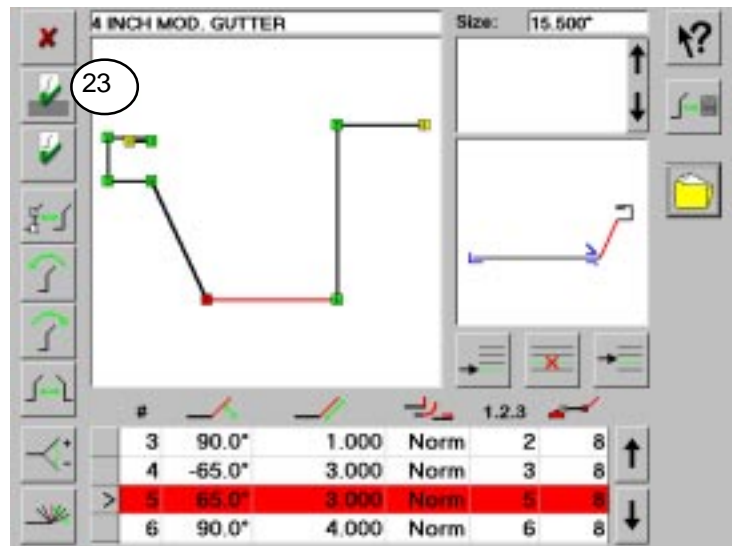 4 INCH MOD. GUTTER Size: 15.500"
23
# 1.2.3
3 90.0° 1.000 Norm 2 8
4 -65.0° 3.000 Norm 3 8
> 5 65.0° 3.000 Norm 5 8
6 90.0° 4.000 Norm 6 8